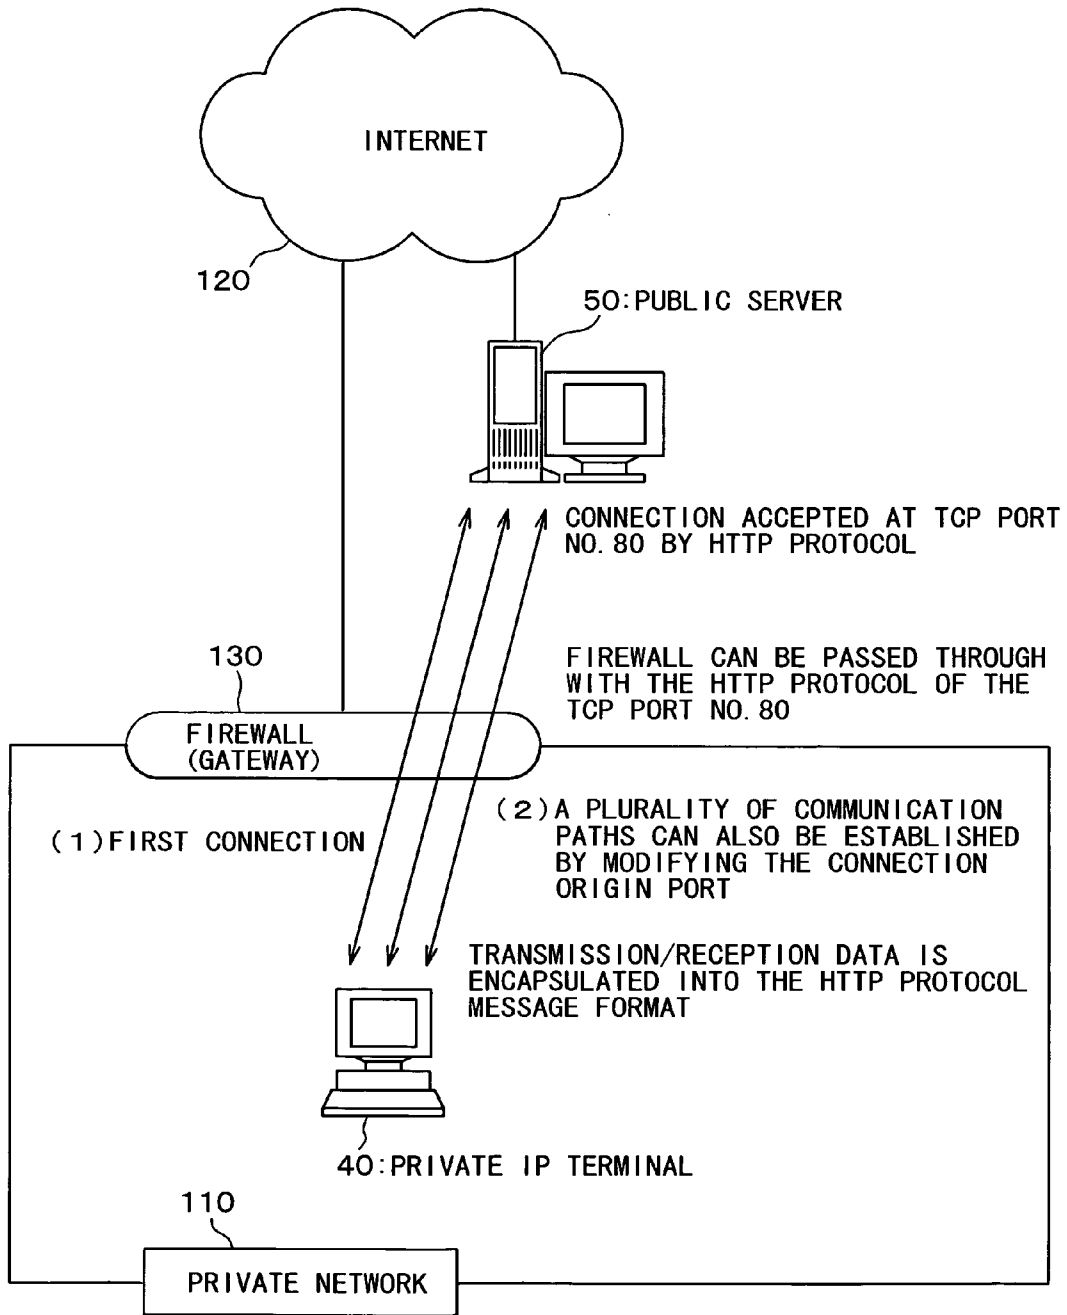 INTERNET
120
50:PUBLIC SERVER
CONNECTION ACCEPTED AT TCP PORT
NO.80 BY HTTP PROTOCOL
130
FIREWALL CAN BE PASSED THROUGH
WITH THE HTTP PROTOCOL OF THE
TCP PORT NO.80
FIREWALL
(GATEWAY)
(1)FIRST CONNECTION
(2)A PLURALITY OF COMMUNICATION
PATHS CAN ALSO BE ESTABLISHED
BY MODIFYING THE CONNECTION
ORIGIN PORT
TRANSMISSION/RECEPTION DATA IS
ENCAPSULATED INTO THE HTTP PROTOCOL
MESSAGE FORMAT
40:PRIVATE IP TERMINAL
110
PRIVATE NETWORK